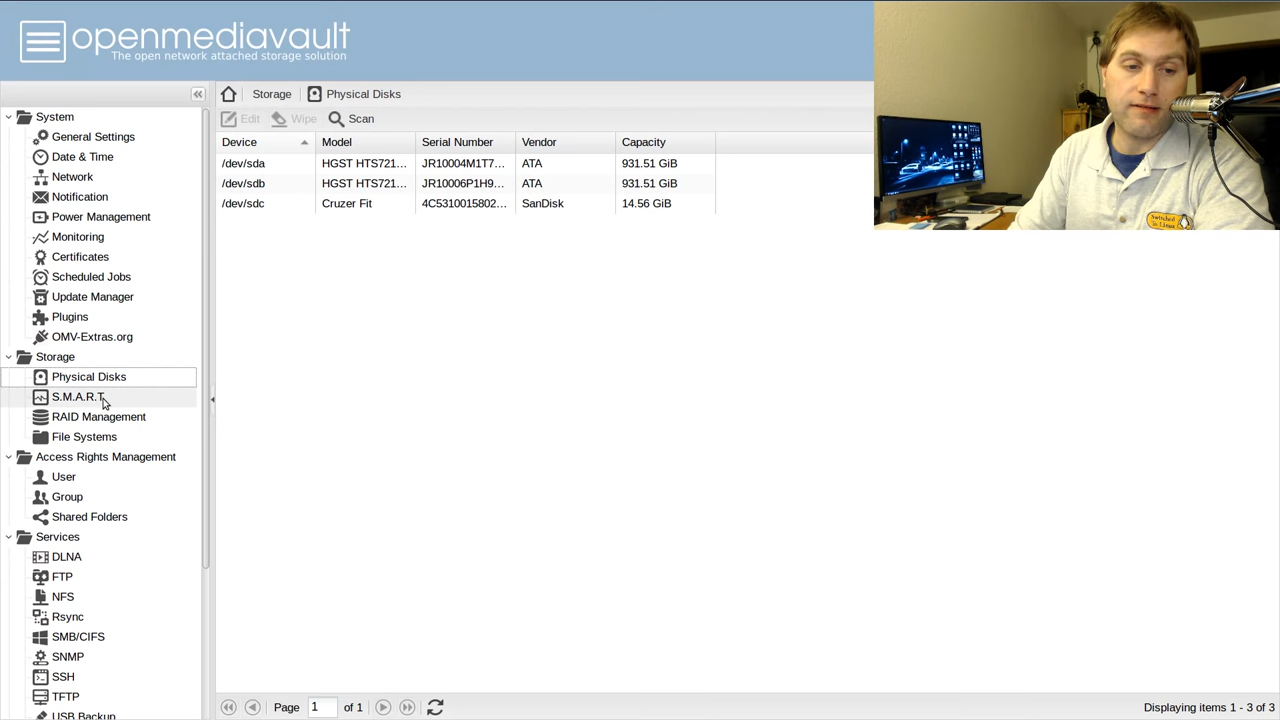 openmediavault
The open network attached storage solution
Storage Physical Disks
Edit Wipe Scan
Device Model Serial Number Vendor Capacity
/dev/sda HGST HTS721... JR10004M1T7... ATA 931.51 GiB
/dev/sdb HGST HTS721... JR10006P1H9... ATA 931.51 GiB
/dev/sdc Cruzer Fit 4C5310015802... SanDisk 14.56 GiB
System
General Settings
Date & Time
Network
Notification
Power Management
Monitoring
Certificates
Scheduled Jobs
Update Manager
Plugins
OMV-Extras.org
Storage
Physical Disks
S.M.A.R.T.
RAID Management
File Systems
Access Rights Management
User
Group
Shared Folders
Services
DLNA
FTP
NFS
Rsync
SMB/CIFS
SNMP
SSH
TFTP
USB Backup
Page 1 of 1
Displaying items 1 - 3 of 3
Switched
to Linux